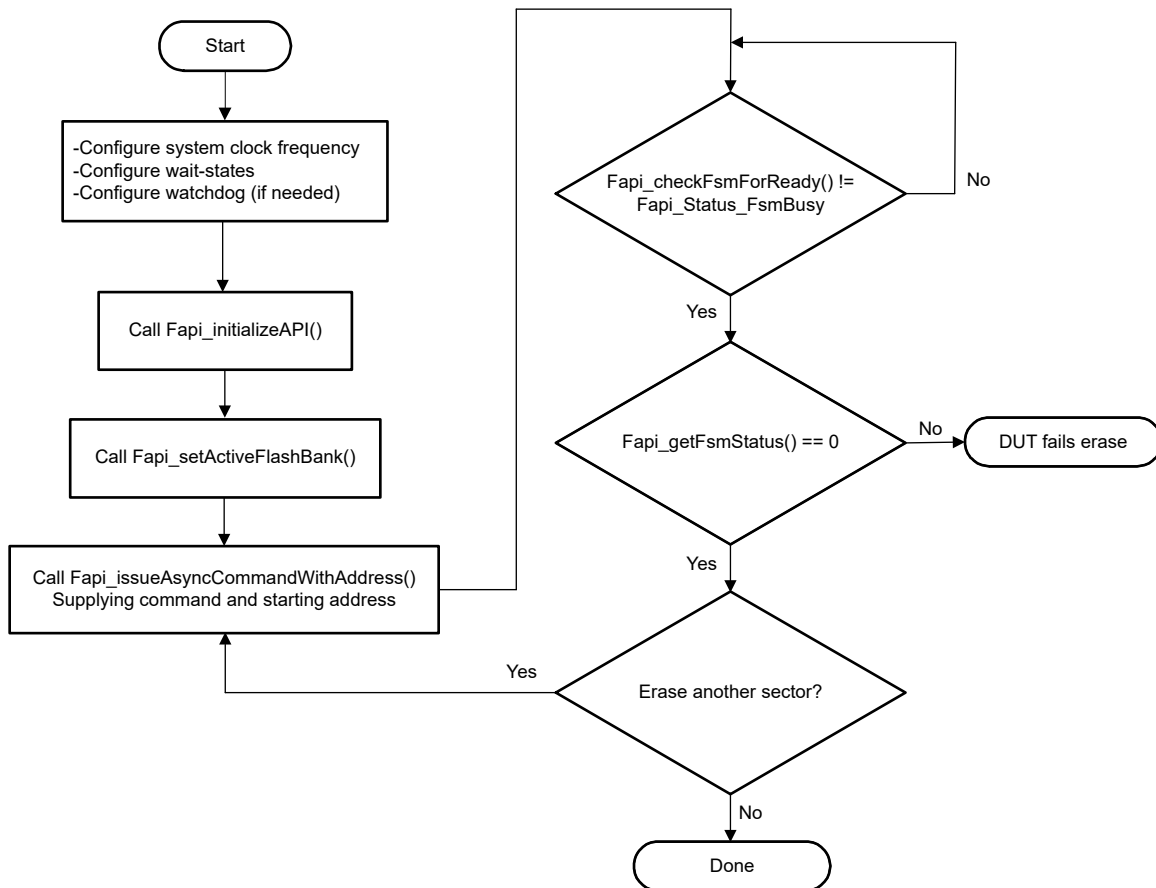 Start
-Configure system clock frequency
-Configure wait-states
-Configure watchdog (if needed)
Call Fapi_initializeAPI()
Call Fapi_setActiveFlashBank()
Call Fapi_issueAsyncCommandWithAddress()
Supplying command and starting address
Fapi_checkFsmForReady() !=
Fapi_Status_FsmBusy
No
Yes
Fapi_getFsmStatus() == 0
No
DUT fails erase
Yes
Erase another sector?
Yes
No
Done